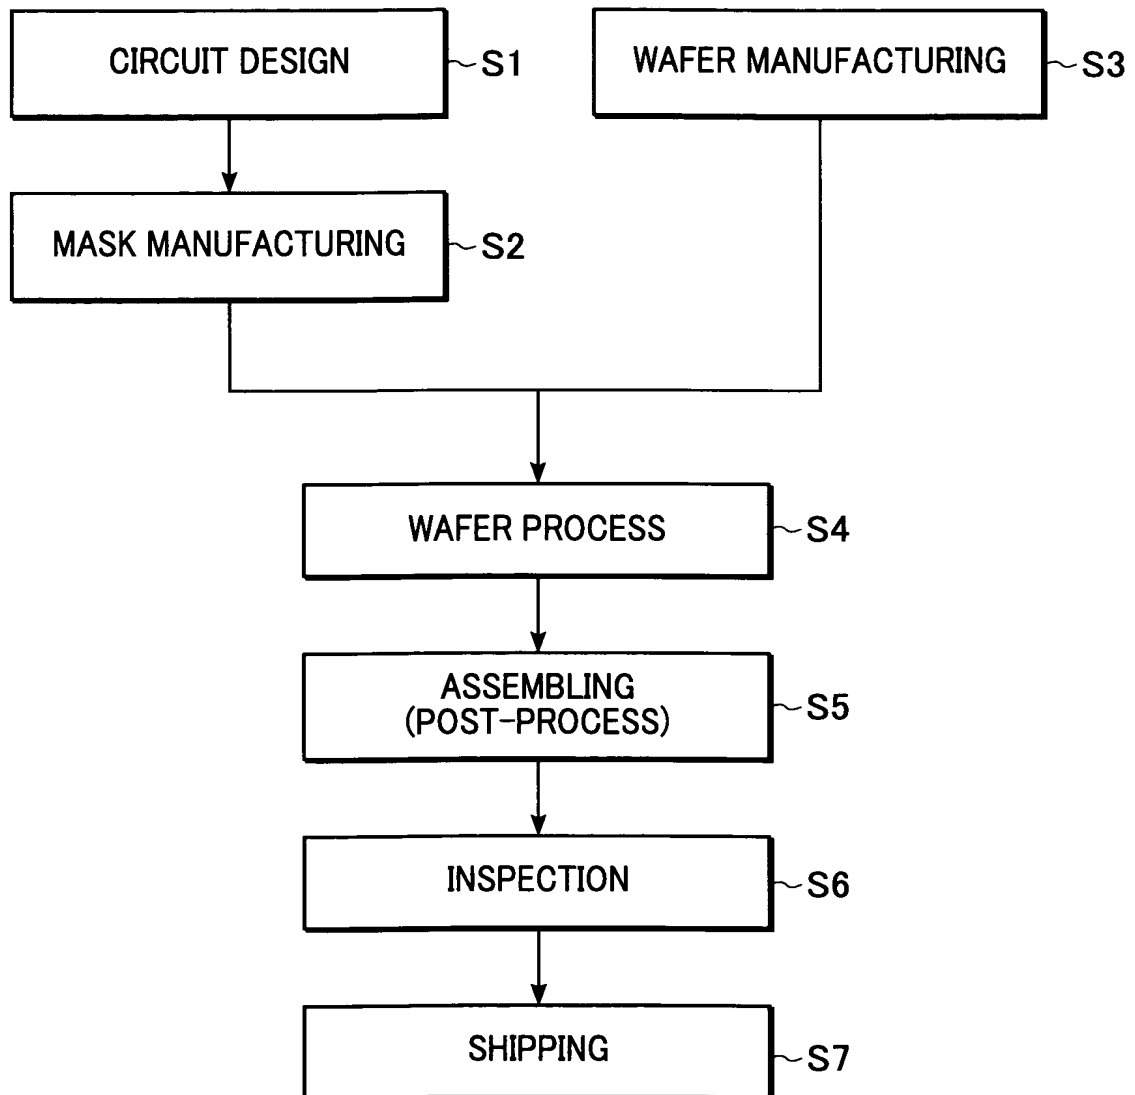 CIRCUIT DESIGN
S1
WAFER MANUFACTURING
S3
MASK MANUFACTURING
S2
WAFER PROCESS
S4
ASSEMBLING
(POST-PROCESS)
S5
INSPECTION
S6
SHIPPING
S7